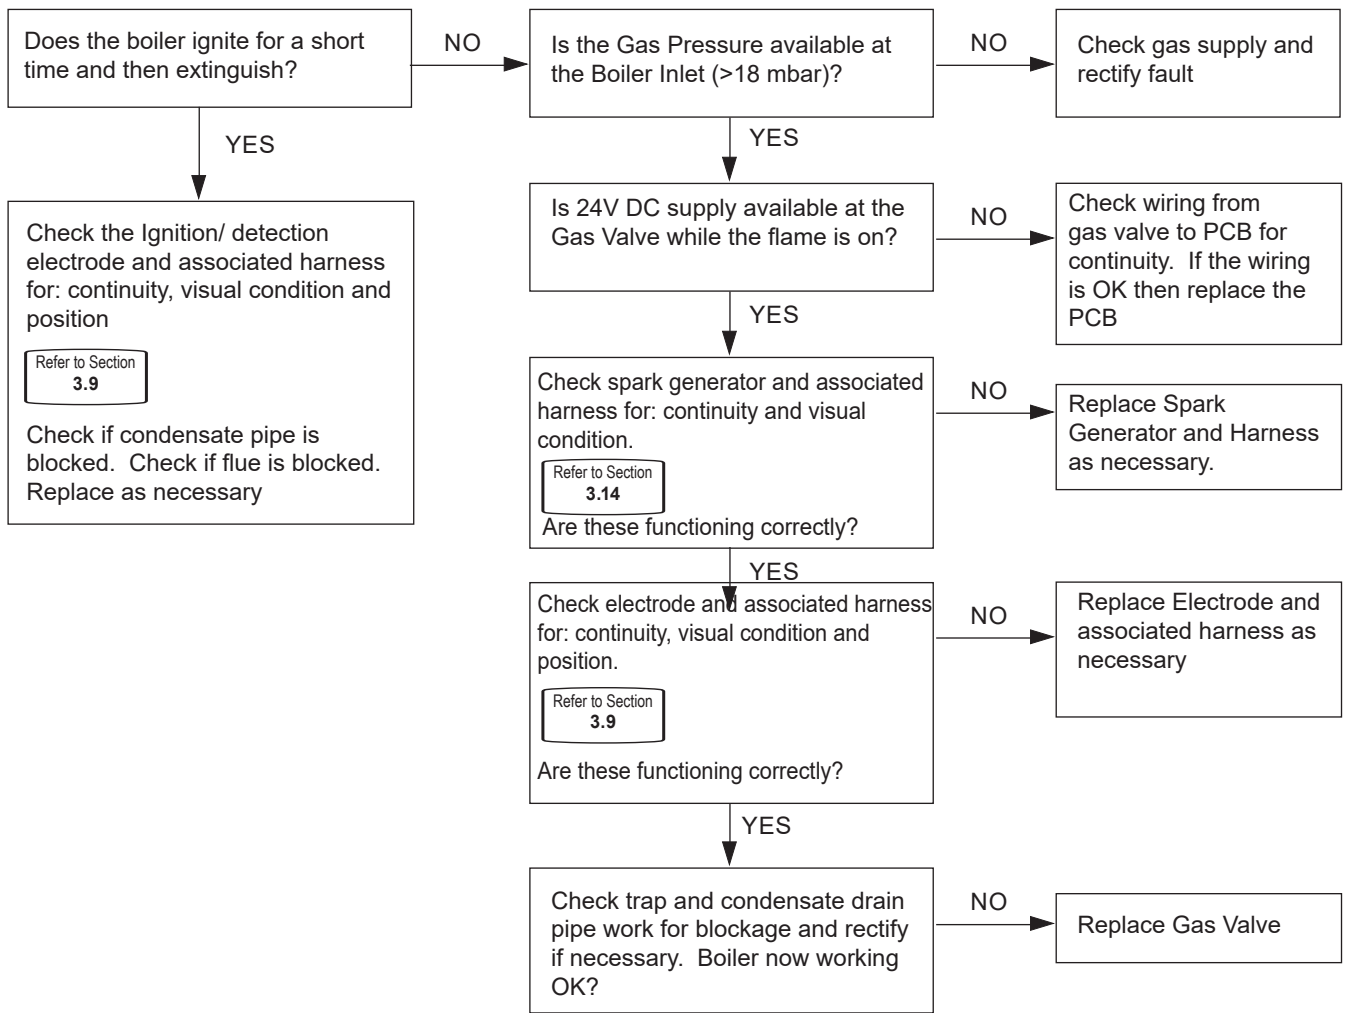 Does the boiler ignite for a short
time and then extinguish?
NO
Is the Gas Pressure available at
the Boiler Inlet (>18 mbar)?
NO
Check gas supply and
rectify fault
YES
YES
Check the Ignition/ detection
electrode and associated harness
for: continuity, visual condition and
position
Refer to Section
3.9
Check if condensate pipe is
blocked.  Check if flue is blocked.
Replace as necessary
Is 24V DC supply available at the
Gas Valve while the flame is on?
NO
Check wiring from
gas valve to PCB for
continuity.  If the wiring
is OK then replace the
PCB
YES
Check spark generator and associated
harness for: continuity and visual
condition.
Refer to Section
3.14
Are these functioning correctly?
NO
Replace Spark
Generator and Harness
as necessary.
YES
Check electrode and associated harness
for: continuity, visual condition and
position.
Refer to Section
3.9
Are these functioning correctly?
NO
Replace Electrode and
associated harness as
necessary
YES
Check trap and condensate drain
pipe work for blockage and rectify
if necessary.  Boiler now working
OK?
NO
Replace Gas Valve